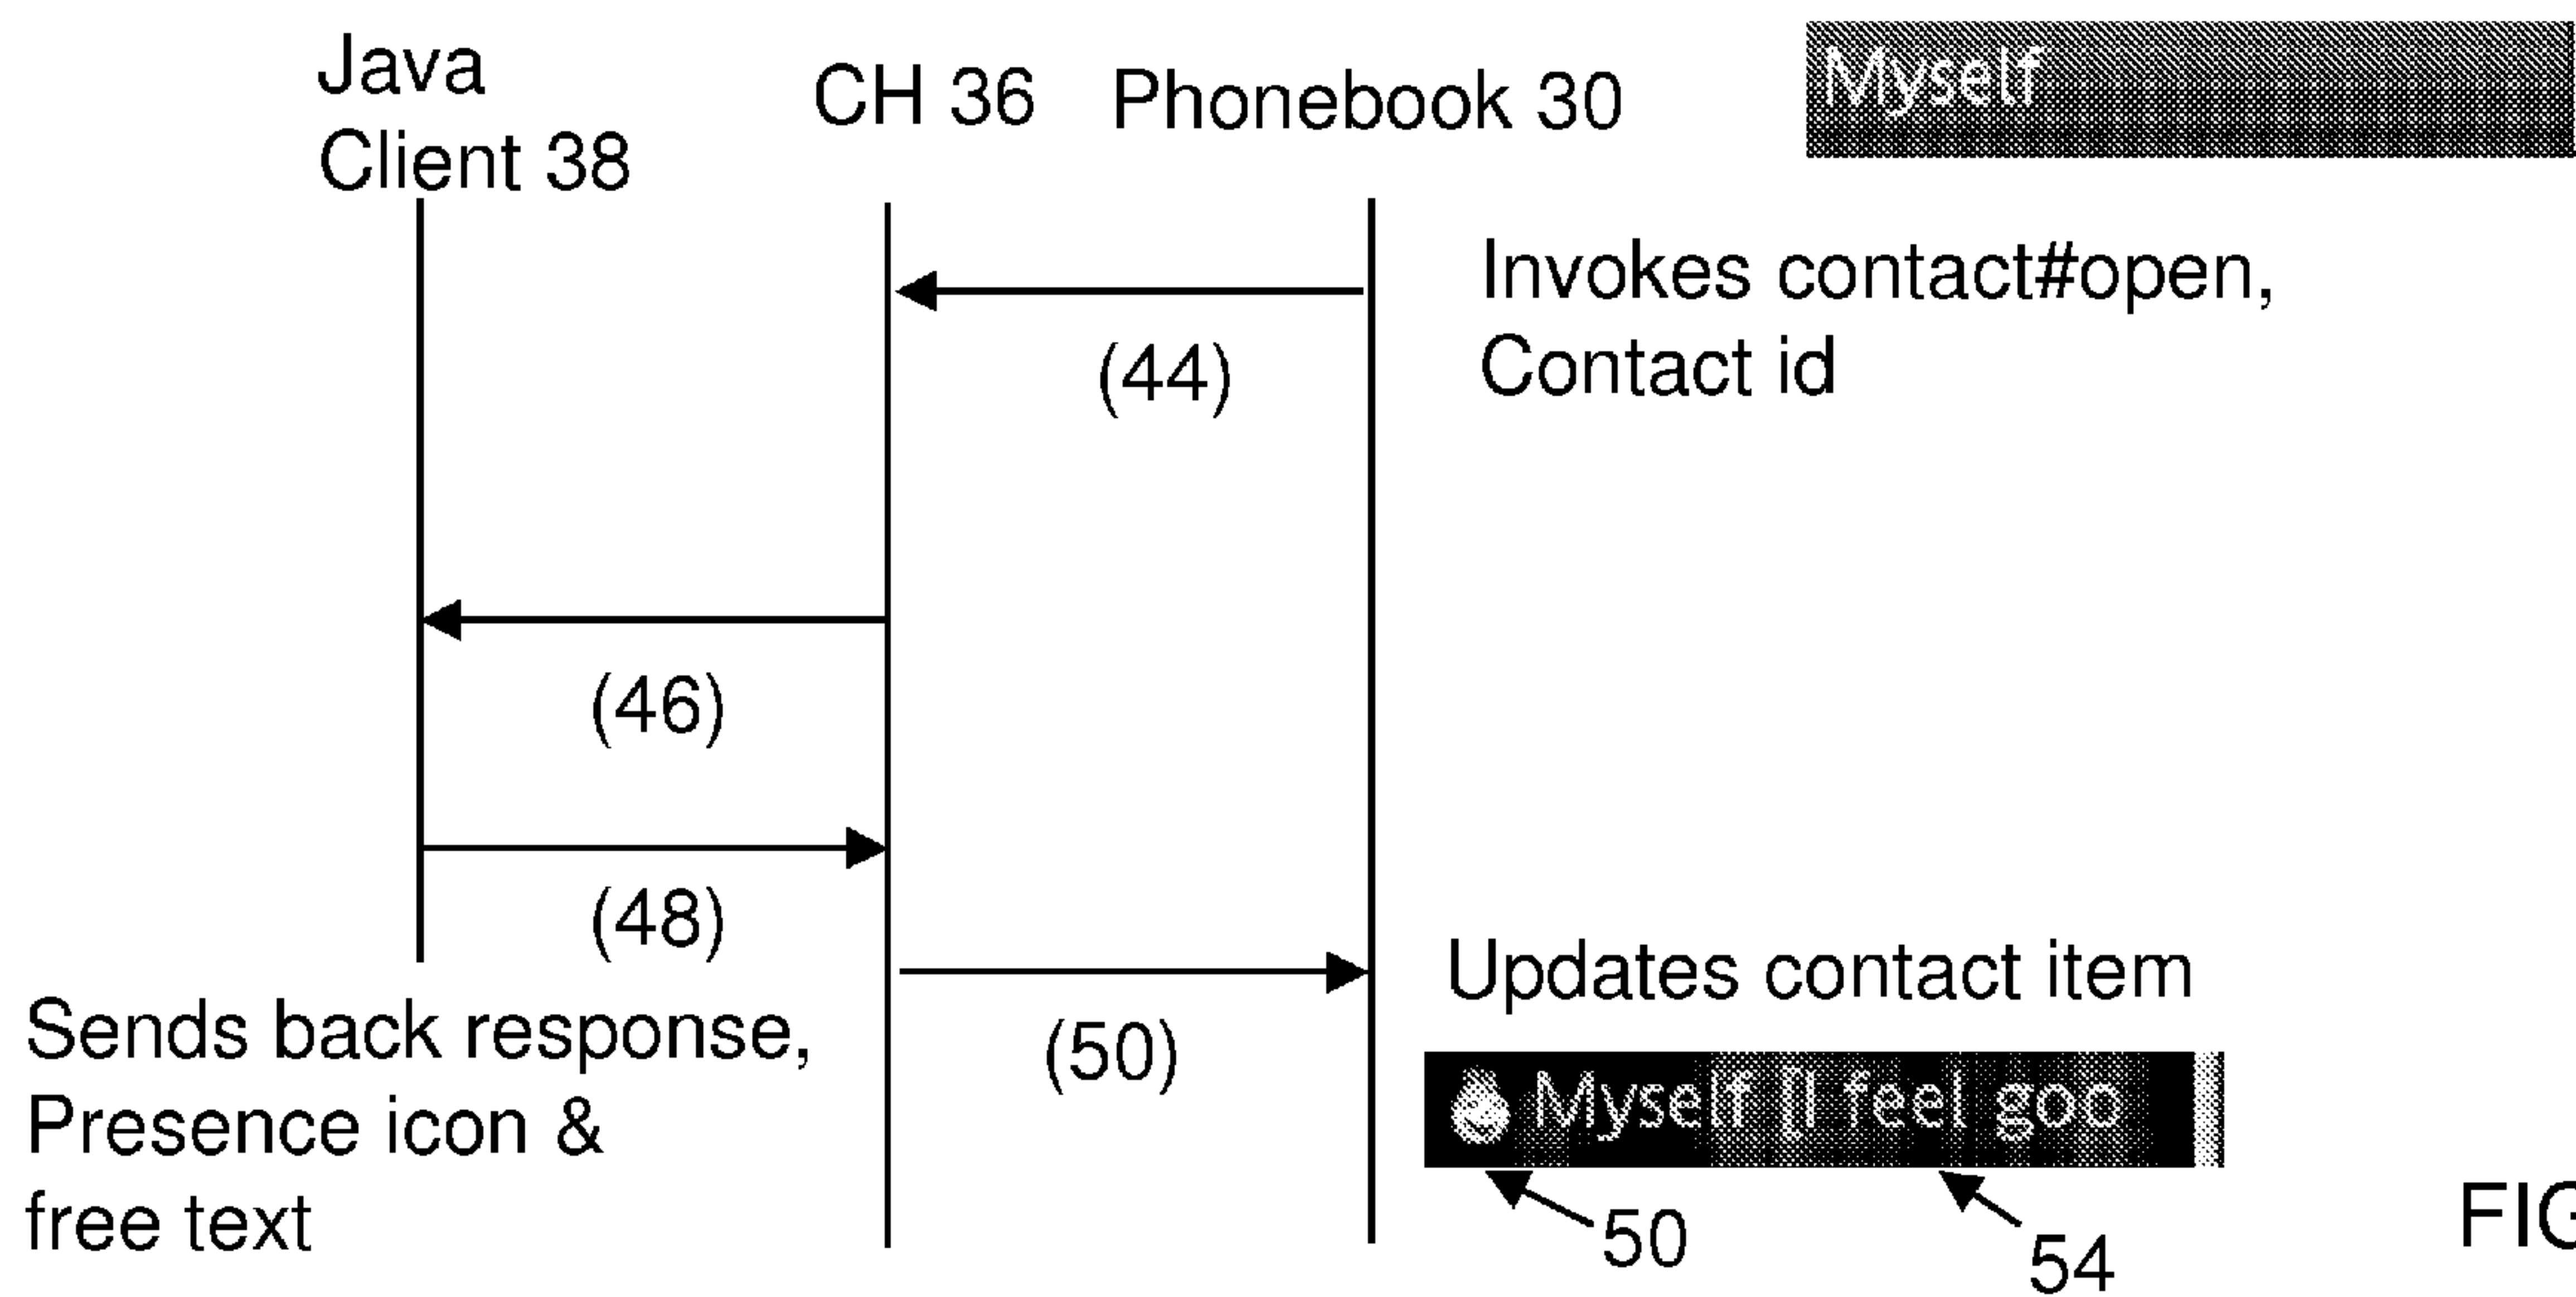 Java
Client 38
CH 36
Phonebook 30
Myself
Invokes contact#open,
Contact id
(44)
(46)
(48)
Sends back response,
Presence icon &
free text
(50)
Updates contact item
Myself [I feel goo
50
54
FIG